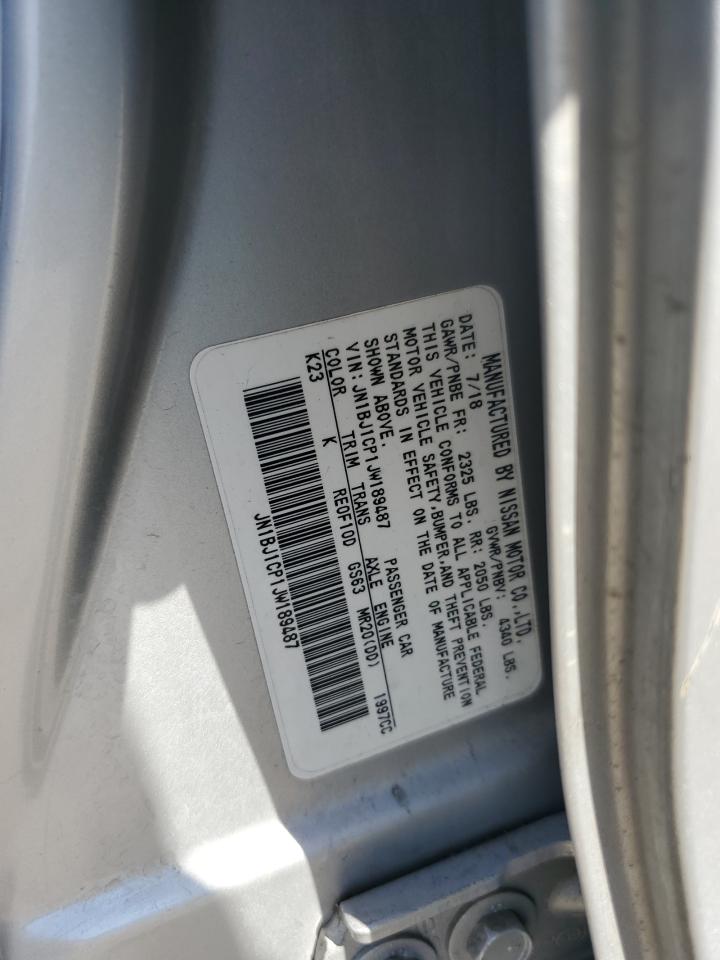 MANUFACTURED BY NISSAN MOTOR CO.,LTD.
DATE: 7/18 GVWR/PNBV: 4340 LBS.
GAWR/PNBE FR: 2325 LBS. RR: 2050 LBS.
THIS VEHICLE CONFORMS TO ALL APPLICABLE FEDERAL
MOTOR VEHICLE SAFETY,BUMPER,AND THEFT PREVENTION
STANDARDS IN EFFECT ON THE DATE OF MANUFACTURE
SHOWN ABOVE.
VIN:JN1BJ1CP1JW189487 PASSENGER CAR
COLOR TRIM TRANS AXLE ENGINE
K23 K RE0F10D GS63 MR20(DD) 1997CC
JN1BJ1CP1JW189487